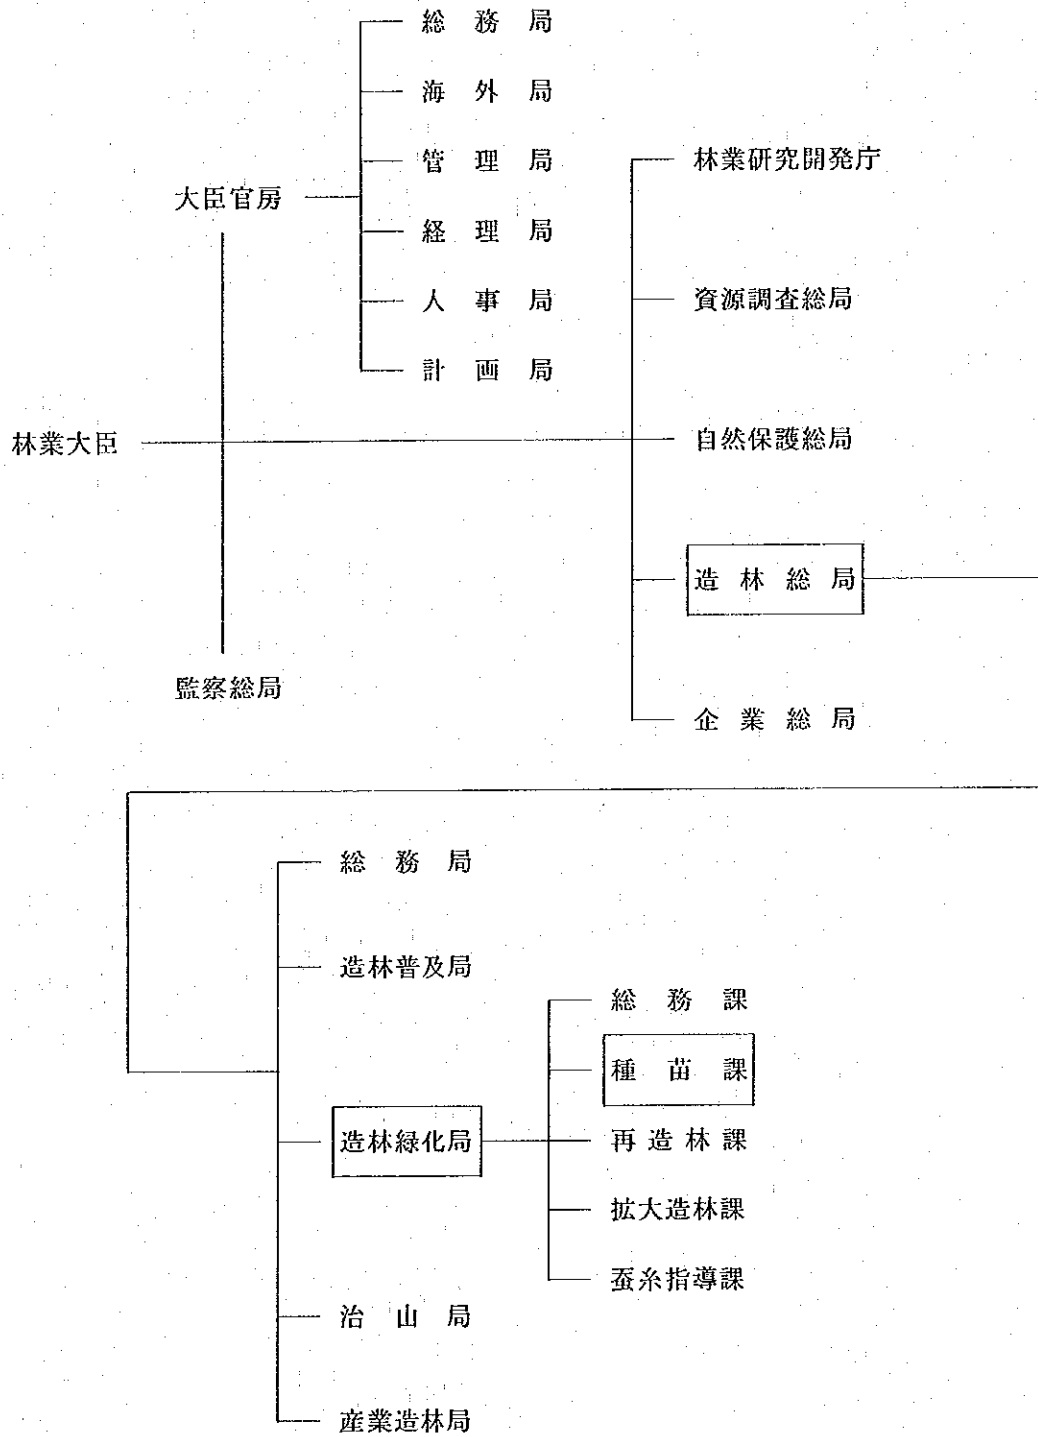 総務局
海外局
管理局
林業研究開発庁
大臣官房
経理局
人事局
資源調査総局
計画局
林業大臣
自然保護総局
造林総局
監察総局
企業総局
総務局
造林普及局
総務課
種苗課
造林緑化局
再造林課
拡大造林課
蚕糸指導課
治山局
産業造林局